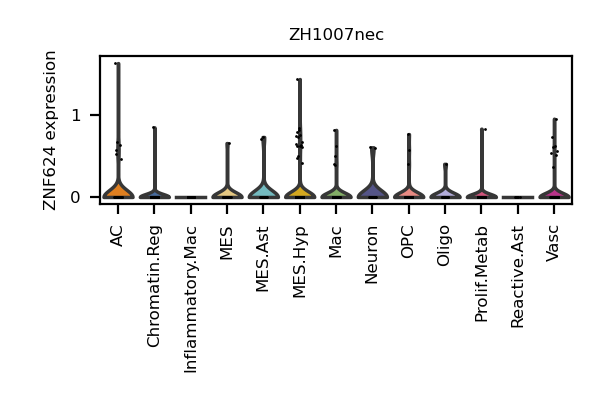 ZH1007nec
ZNF624 expression
1
0
AC
Chromatin.Reg
Inflammatory.Mac
MES
MES.Ast
MES.Hyp
Mac
Neuron
OPC
Oligo
Prolif.Metab
Reactive.Ast
Vasc